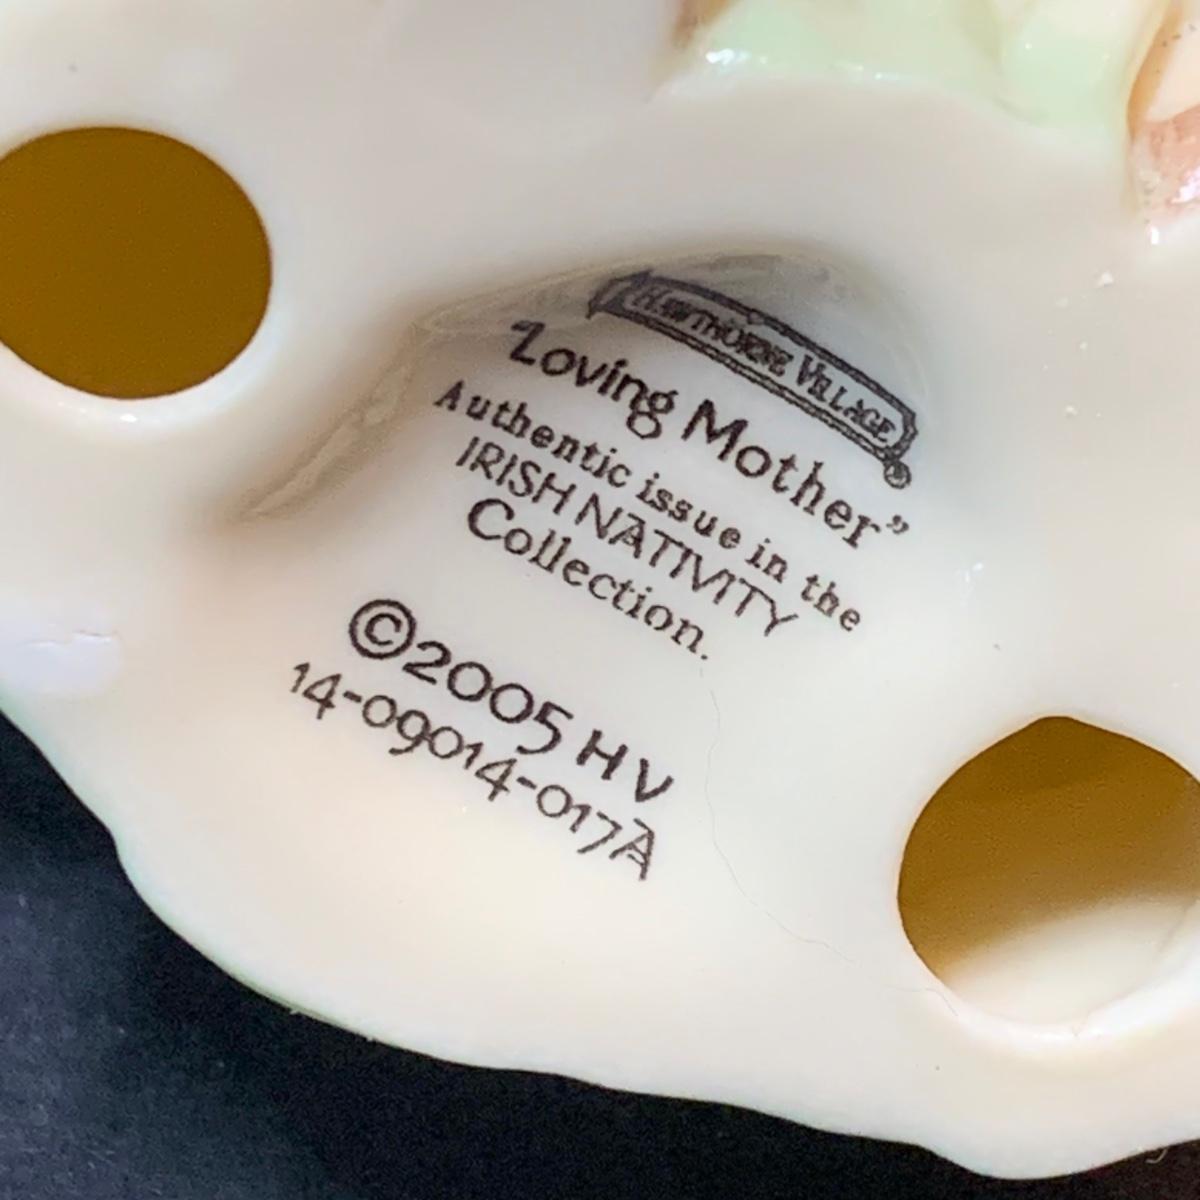 HAWTHORNE VILLAGE®
"Loving Mother"
Authentic issue in the
IRISH NATIVITY
Collection.
©2005 HV
14-09014-017A